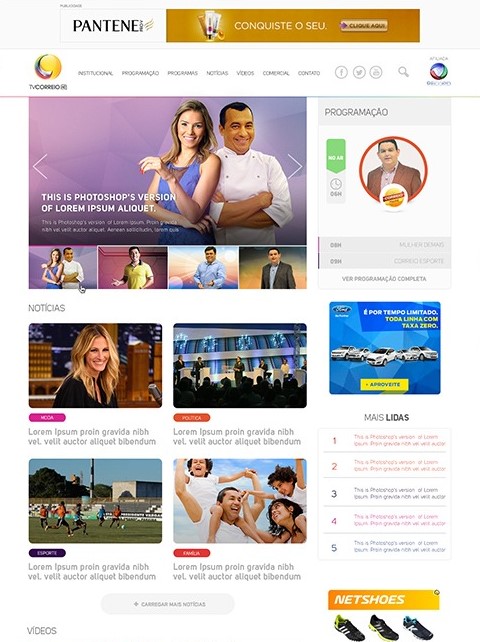 PUBLICIDADE
PANTENE
CONQUISTE O SEU.
CLIQUE AQUI
TVCORREIO HD
INSTITUCIONAL
PROGRAMAÇÃO
PROGRAMAS
NOTÍCIAS
VÍDEOS
COMERCIAL
CONTATO
AFILIADA
THIS IS PHOTOSHOP'S VERSION
OF LOREM IPSUM ALIQUET.
This is Photoshop's version of Lorem Ipsum. Proin gravida
nibh vel velit auctor aliquet. Aenean sollicitudin, lorem quis
PROGRAMAÇÃO
NO AR
06H
08H MULHER DEMAIS
09H CORREIO ESPORTE
VER PROGRAMAÇÃO COMPLETA
NOTÍCIAS
MODA
Lorem Ipsum proin gravida nibh
vel. velit auctor aliquet bibendum
POLÍTICA
Lorem Ipsum proin gravida nibh
vel. velit auctor aliquet bibendum
ESPORTE
Lorem Ipsum proin gravida nibh
vel. velit auctor aliquet bibendum
FAMÍLIA
Lorem Ipsum proin gravida nibh
vel. velit auctor aliquet bibendum
+ CARREGAR MAIS NOTÍCIAS
VÍDEOS
Ford
É POR TEMPO LIMITADO.
TODA LINHA COM
TAXA ZERO.
APROVEITE
MAIS LIDAS
1 This is Photoshop's version of Lorem
Ipsum. Proin gravida nibh vel velit auctor
2 This is Photoshop's version of Lorem
Ipsum. Proin gravida nibh vel velit auctor
3 This is Photoshop's version of Lorem
Ipsum. Proin gravida nibh vel velit auctor
4 This is Photoshop's version of Lorem
Ipsum. Proin gravida nibh vel velit auctor
5 This is Photoshop's version of Lorem
Ipsum. Proin gravida nibh vel velit auctor
NETSHOES